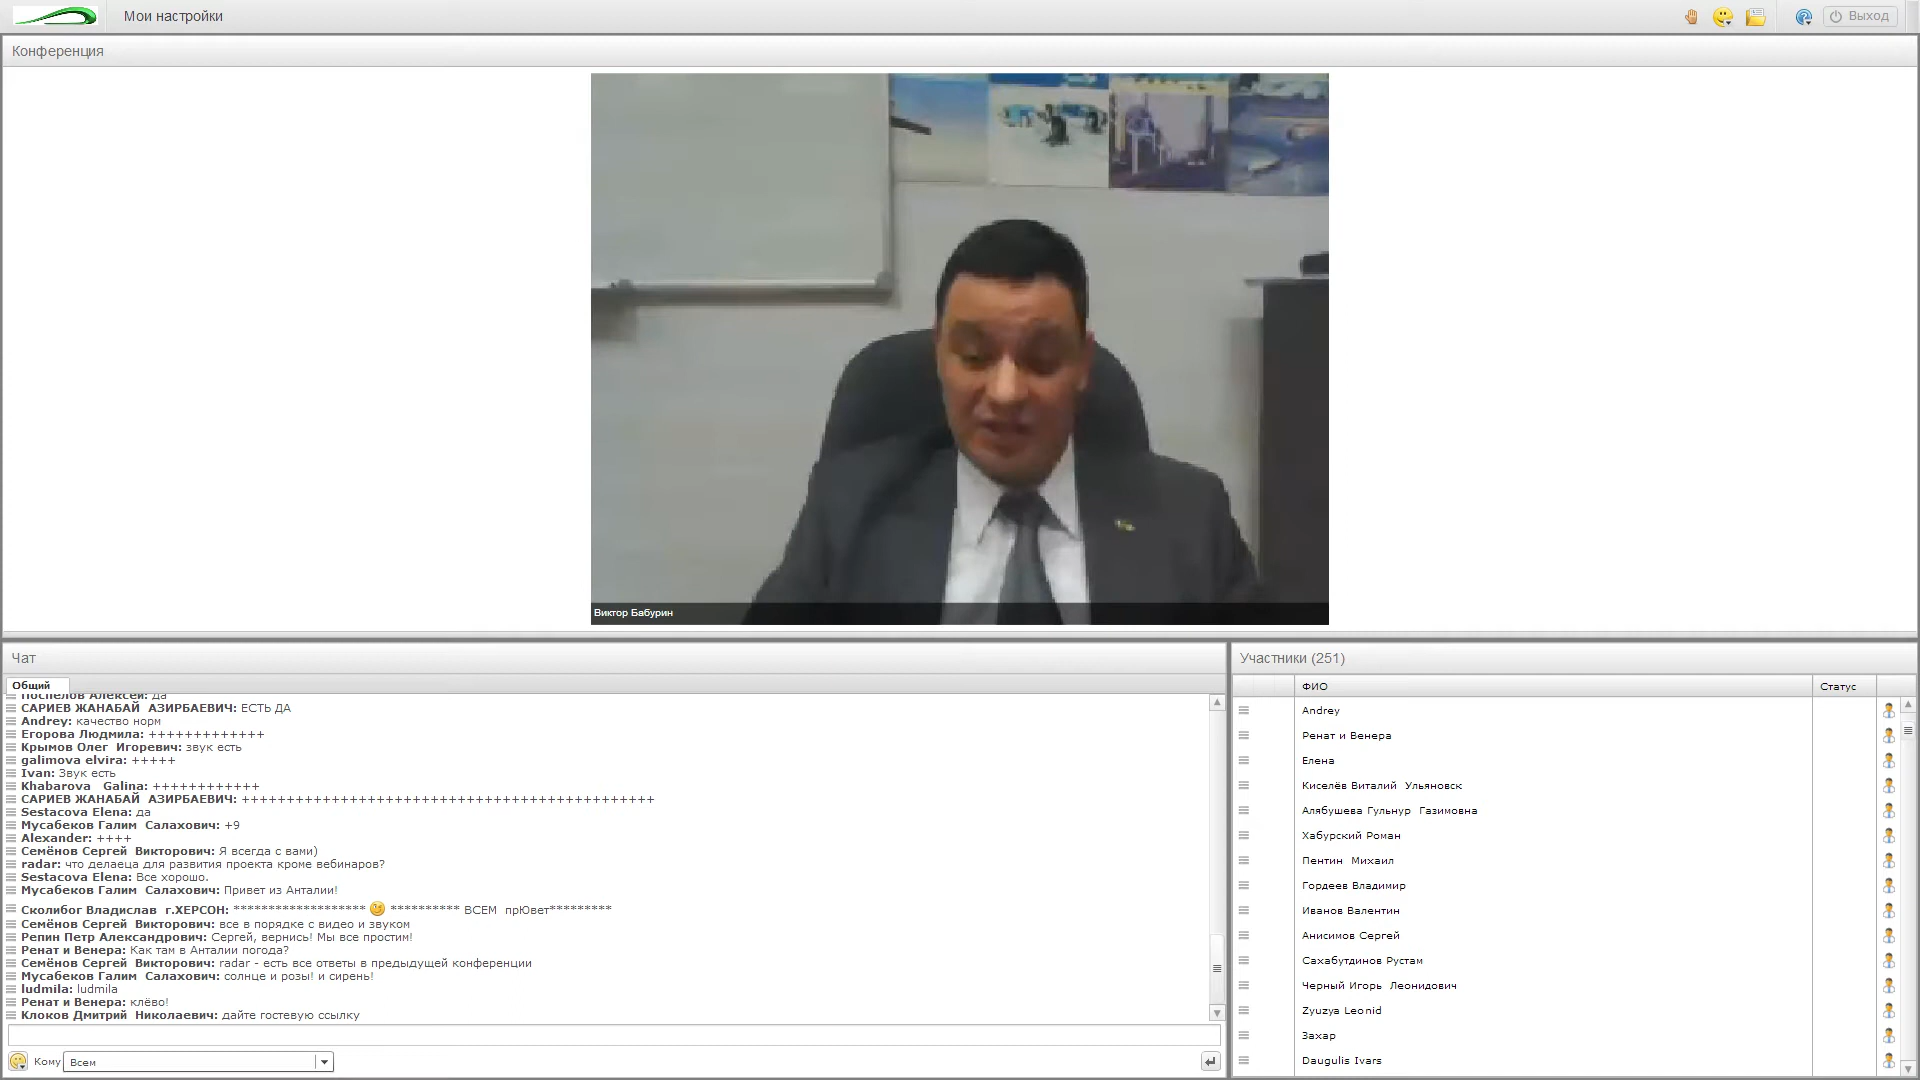 Мои настройки
Выход
Конференция
Виктор Бабурин
Чат
Общий
Поспелов Алексей: да
САРИЕВ ЖАНАБАЙ АЗИРБАЕВИЧ: ЕСТЬ ДА
Andrey: качество норм
Егорова Людмила: +++++++++++++
Крымов Олег Игоревич: звук есть
galimova elvira: +++++
Ivan: Звук есть
Khabarova Galina: ++++++++++++
САРИЕВ ЖАНАБАЙ АЗИРБАЕВИЧ: ++++++++++++++++++++++++++++++++++++++++++++++
Sestacova Elena: да
Мусабеков Галим Салахович: +9
Alexander: ++++
Семёнов Сергей Викторович: Я всегда с вами)
radar: что делаеца для развития проекта кроме вебинаров?
Sestacova Elena: Все хорошо.
Мусабеков Галим Салахович: Привет из Анталии!
Сколибог Владислав г.ХЕРСОН: ******************* ********** ВСЕМ прЮвет*********
Семёнов Сергей Викторович: все в порядке с видео и звуком
Репин Петр Александрович: Сергей, вернись! Мы все простим!
Ренат и Венера: Как там в Анталии погода?
Семёнов Сергей Викторович: radar - есть все ответы в предыдущей конференции
Мусабеков Галим Салахович: солнце и розы! и сирень!
ludmila: ludmila
Ренат и Венера: клёво!
Клоков Дмитрий Николаевич: дайте гостевую ссылку
Кому Всем
Участники (251)
ФИО Статус
Andrey
Ренат и Венера
Елена
Киселёв Виталий Ульяновск
Алябушева Гульнур Газимовна
Хабурский Роман
Пентин Михаил
Гордеев Владимир
Иванов Валентин
Анисимов Сергей
Сахабутдинов Рустам
Черный Игорь Леонидович
Zyuzya Leonid
Захар
Daugulis Ivars